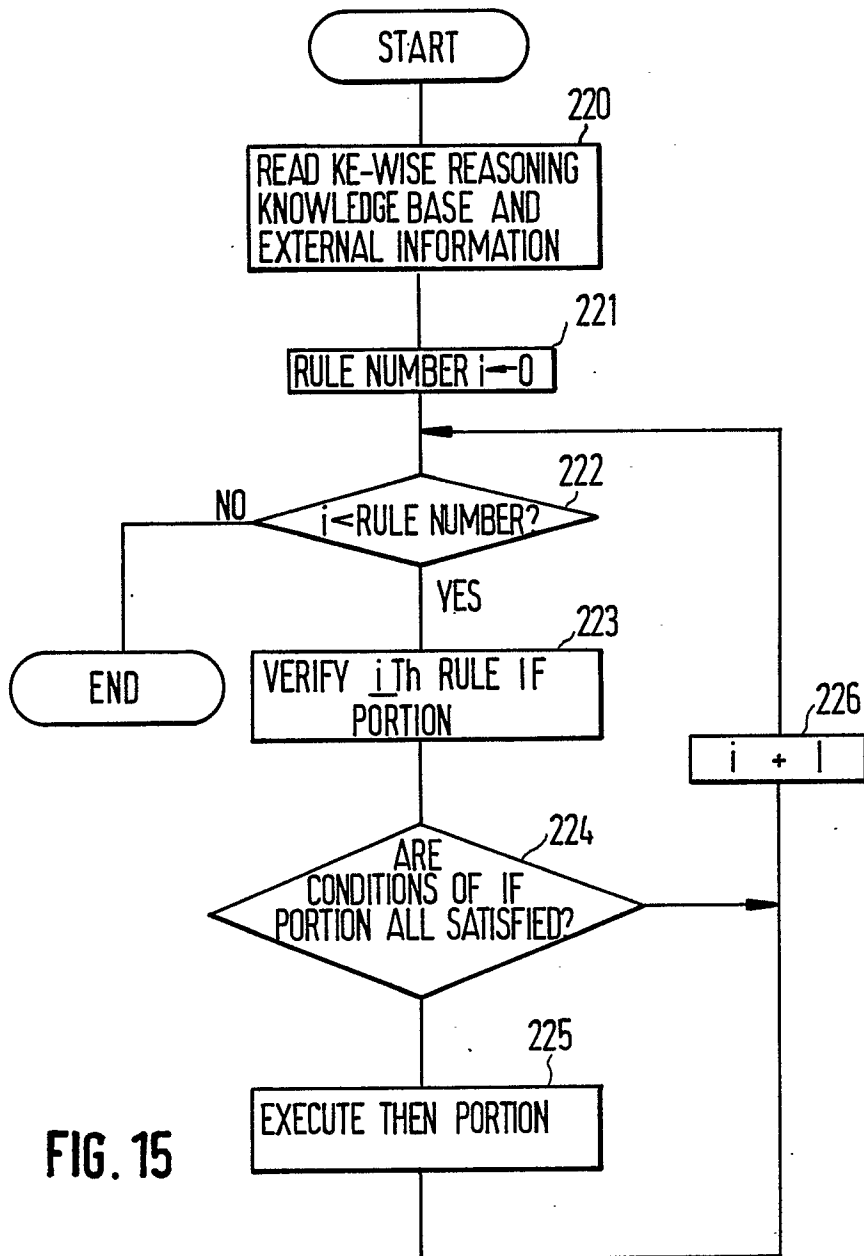 START
220
READ KE-WISE REASONING
KNOWLEDGE BASE AND
EXTERNAL INFORMATION
221
RULE NUMBER i←0
222
NO
i<RULE NUMBER?
YES
223
END
VERIFY i Th RULE IF
PORTION
226
i + 1
224
ARE
CONDITIONS OF IF
PORTION ALL SATISFIED?
225
EXECUTE THEN PORTION
FIG. 15